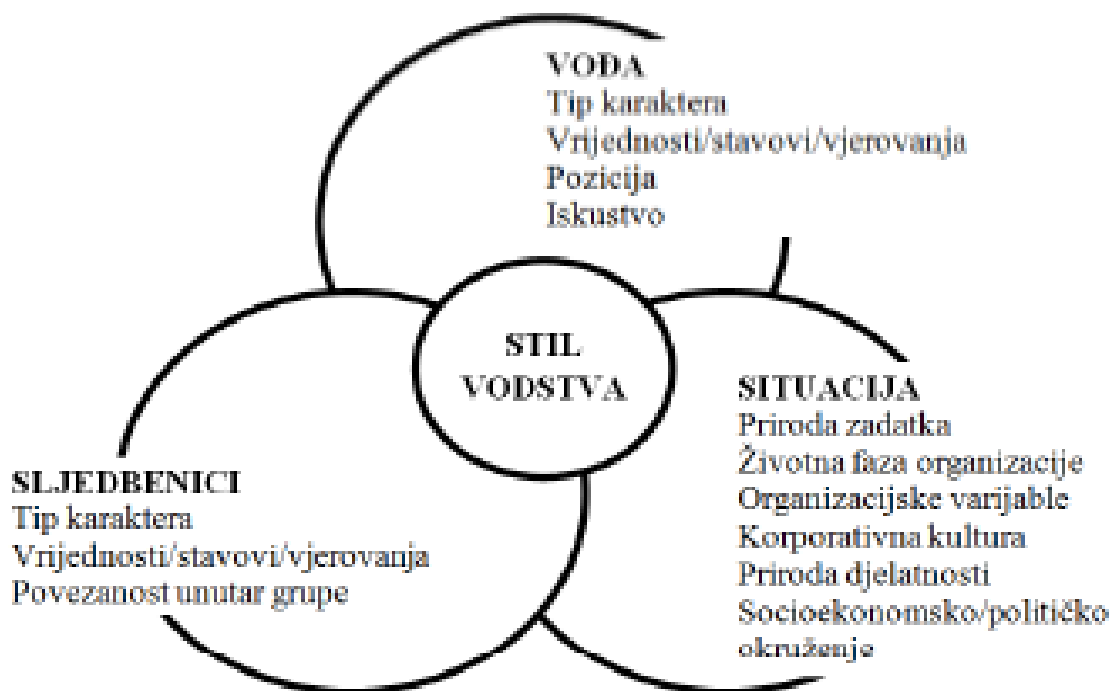 VOĐA
Tip karaktera
Vrijednosti/stavovi/vjerovanja
Pozicija
Iskustvo
STIL
VODSTVA
SITUACIJA
Priroda zadatka
Životna faza organizacije
Organizacijske varijable
Korporativna kultura
Priroda djelatnosti
Socioekonomsko/političko
okruženje
SLJEDBENICI
Tip karaktera
Vrijednosti/stavovi/vjerovanja
Povezanost unutar grupe